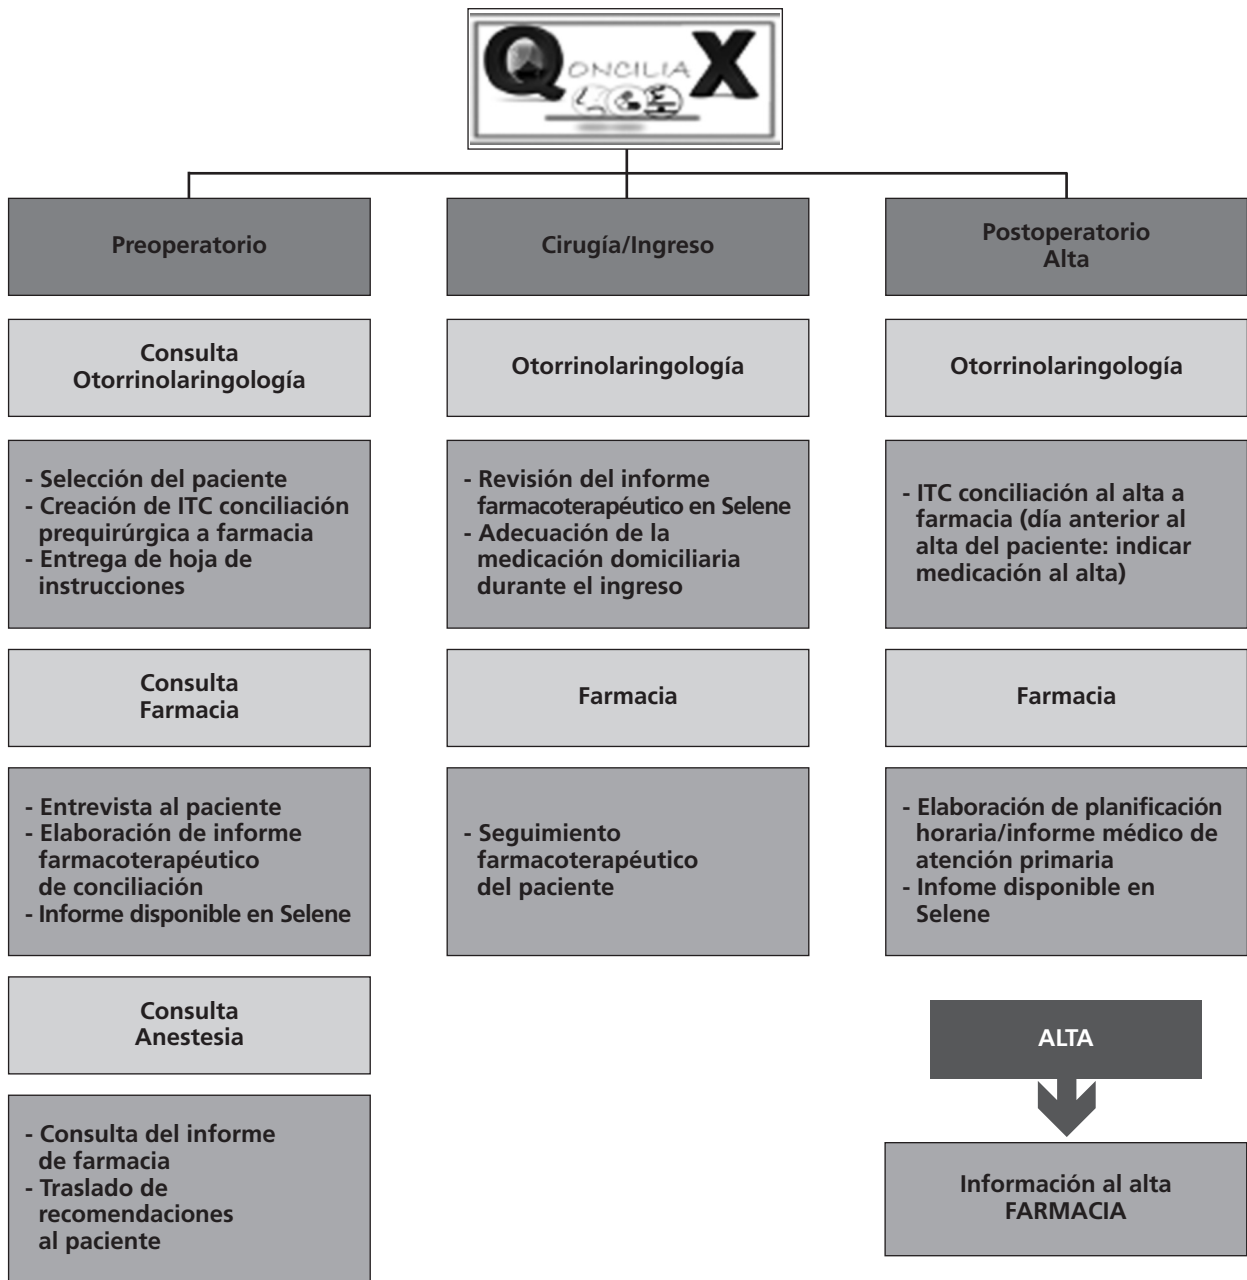 QONCILIA X
Preoperatorio
Consulta
Otorrinolaringología
- Selección del paciente
- Creación de ITC conciliación
prequirúrgica a farmacia
- Entrega de hoja de
instrucciones
Consulta
Farmacia
- Entrevista al paciente
- Elaboración de informe
farmacoterapéutico
de conciliación
- Informe disponible en Selene
Consulta
Anestesia
- Consulta del informe
de farmacia
- Traslado de
recomendaciones
al paciente
Cirugía/Ingreso
Otorrinolaringología
- Revisión del informe
farmacoterapéutico en Selene
- Adecuación de la
medicación domiciliaria
durante el ingreso
Farmacia
- Seguimiento
farmacoterapéutico
del paciente
Postoperatorio
Alta
Otorrinolaringología
- ITC conciliación al alta a
farmacia (día anterior al
alta del paciente: indicar
medicación al alta)
Farmacia
- Elaboración de planificación
horaria/informe médico de
atención primaria
- Infome disponible en
Selene
ALTA
Información al alta
FARMACIA